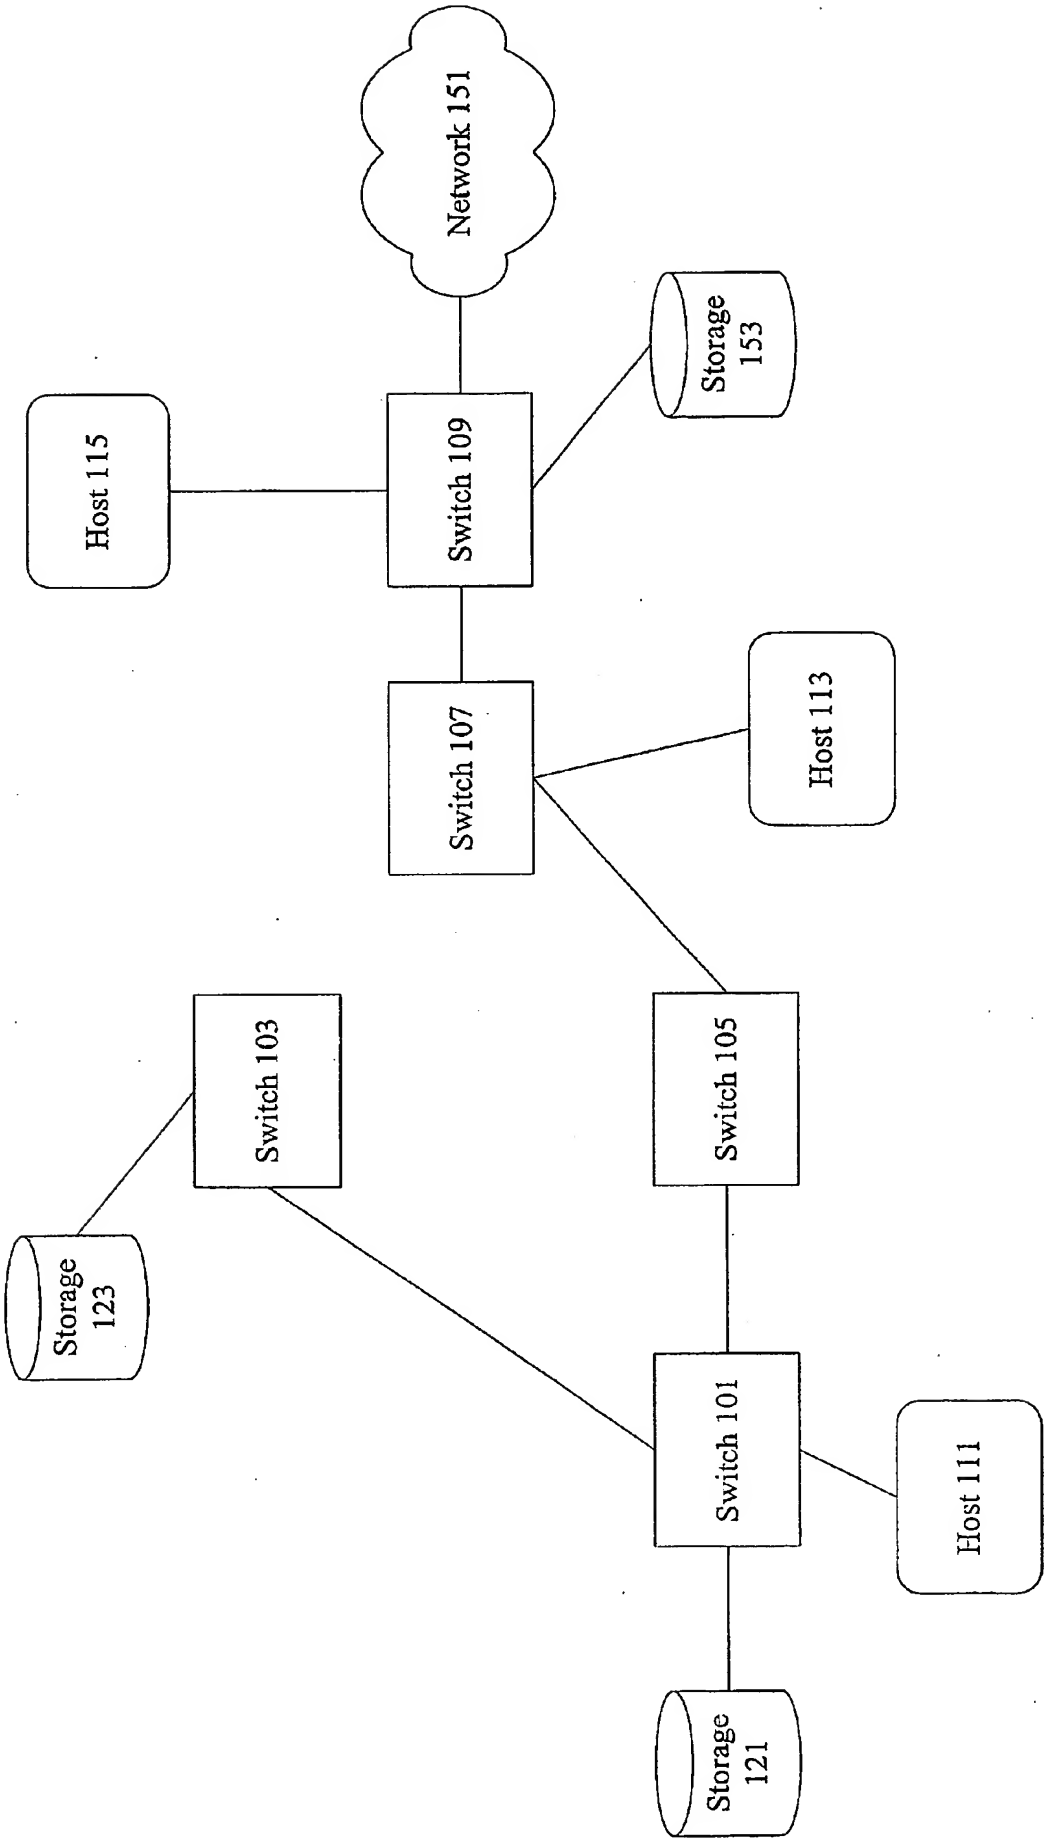 Storage
123
Host 115
Switch 103
Switch 107
Switch 109
Network 151
Storage
121
Switch 101
Switch 105
Storage
153
Host 111
Host 113